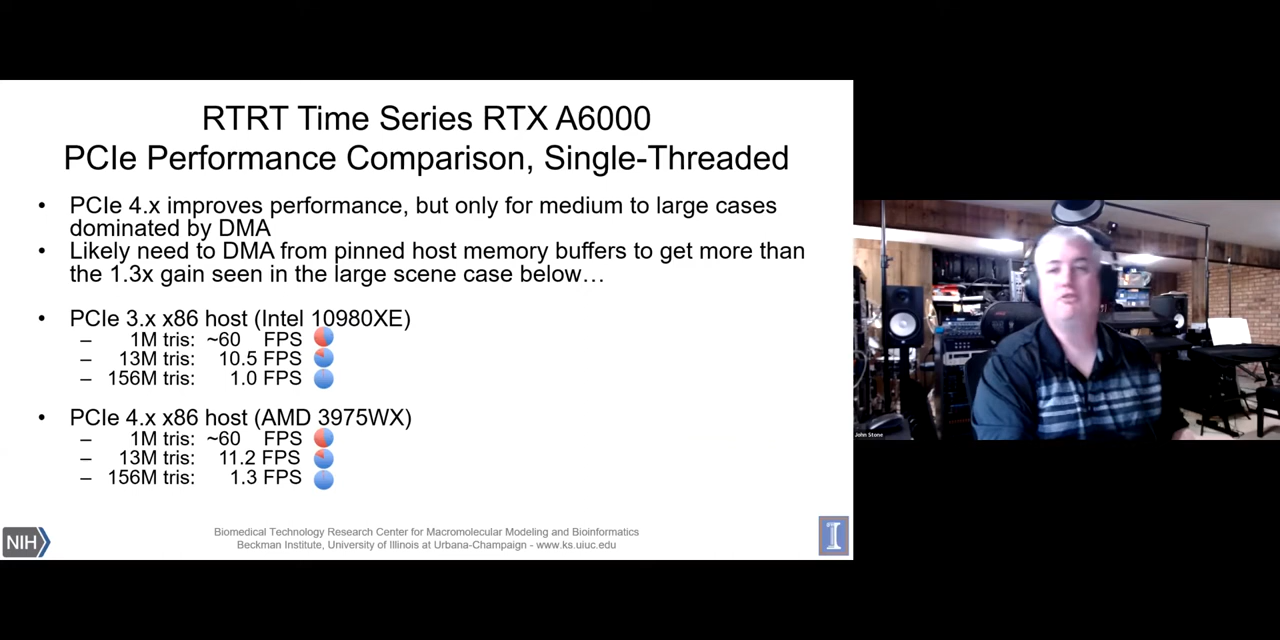 RTRT Time Series RTX A6000
PCIe Performance Comparison, Single-Threaded
• PCIe 4.x improves performance, but only for medium to large cases
dominated by DMA
• Likely need to DMA from pinned host memory buffers to get more than
the 1.3x gain seen in the large scene case below…
• PCIe 3.x x86 host (Intel 10980XE)
– 1M tris: ~60 FPS
– 13M tris: 10.5 FPS
– 156M tris: 1.0 FPS
• PCIe 4.x x86 host (AMD 3975WX)
– 1M tris: ~60 FPS
– 13M tris: 11.2 FPS
– 156M tris: 1.3 FPS
NIH
Biomedical Technology Research Center for Macromolecular Modeling and Bioinformatics
Beckman Institute, University of Illinois at Urbana-Champaign - www.ks.uiuc.edu
I
John Stone